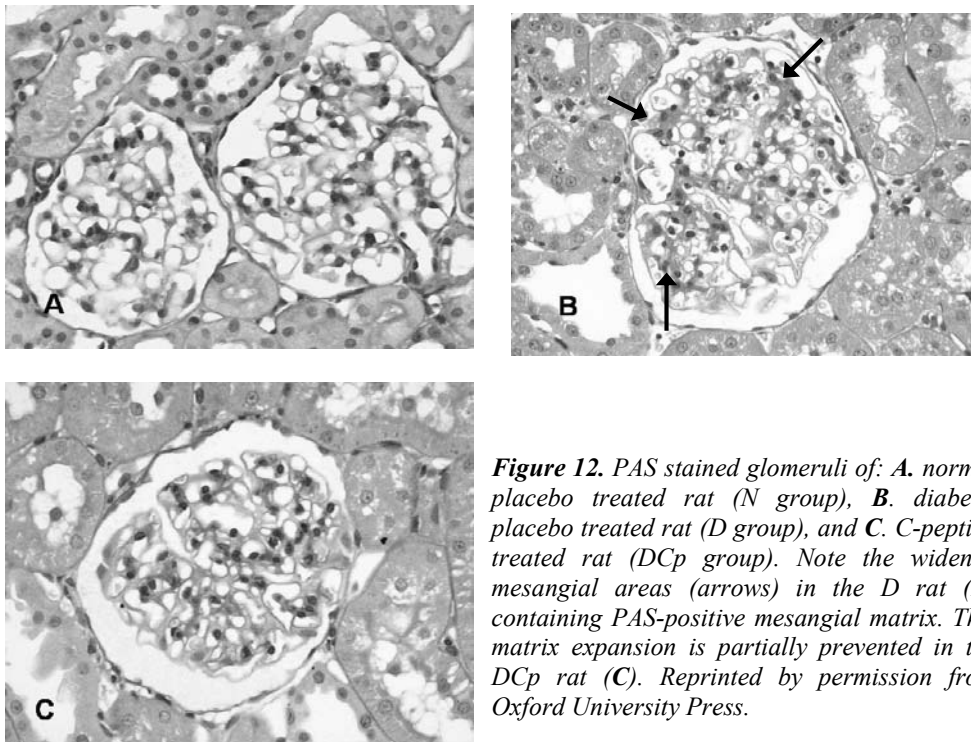 A
B
C
Figure 12. PAS stained glomeruli of: A. norm
placebo treated rat (N group), B. diabe
placebo treated rat (D group), and C. C-pepti
treated rat (DCp group). Note the widen
mesangial areas (arrows) in the D rat (
containing PAS-positive mesangial matrix. Th
matrix expansion is partially prevented in
DCp rat (C). Reprinted by permission fro
Oxford University Press.